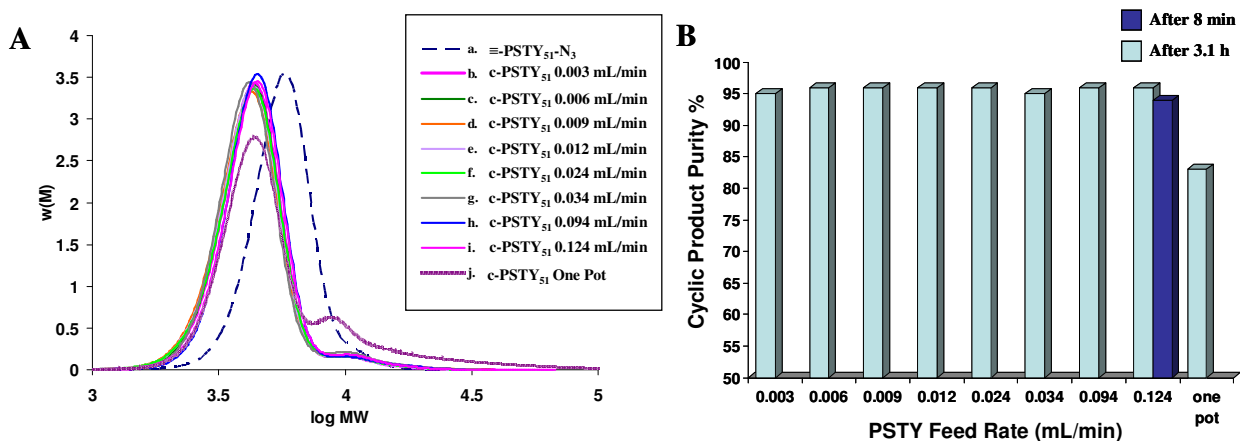 A
w(M)
4
3.5
3
2.5
2
1.5
1
0.5
0
3 3.5 4 4.5 5
log MW
a. ≡-PSTY51-N3
b. c-PSTY51 0.003 mL/min
c. c-PSTY51 0.006 mL/min
d. c-PSTY51 0.009 mL/min
e. c-PSTY51 0.012 mL/min
f. c-PSTY51 0.024 mL/min
g. c-PSTY51 0.034 mL/min
h. c-PSTY51 0.094 mL/min
i. c-PSTY51 0.124 mL/min
j. c-PSTY51 One Pot
B
After 8 min
After 3.1 h
Cyclic Product Purity %
100
95
90
85
80
75
70
65
60
55
50
0.003 0.006 0.009 0.012 0.024 0.034 0.094 0.124 one
pot
PSTY Feed Rate (mL/min)